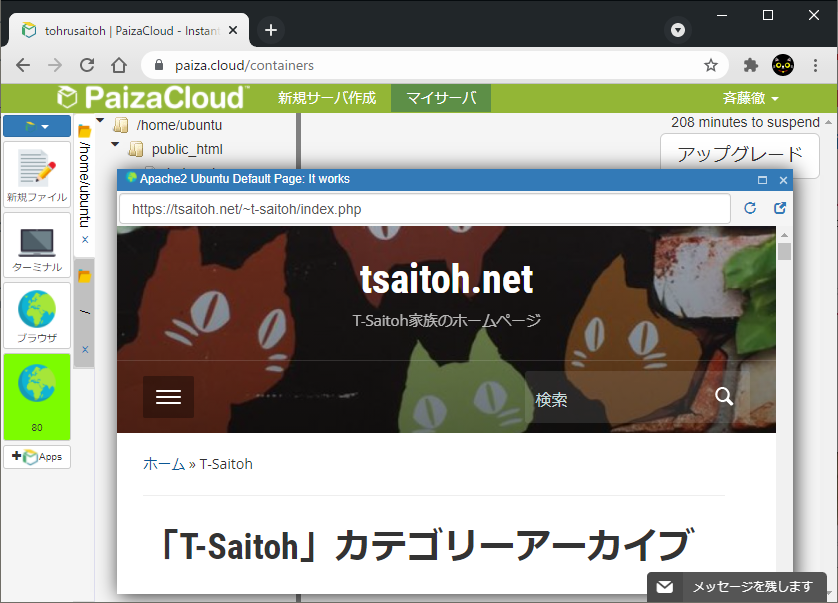 tohrusaitoh | PaizaCloud - Instant
paiza.cloud/containers
PaizaCloud
新規サーバ作成
マイサーバ
斉藤徹
208 minutes to suspend
アップグレード
新規ファイル
ターミナル
ブラウザ
80
Apps
/home/ubuntu
x
/
x
/home/ubuntu
public_html
Apache2 Ubuntu Default Page: It works
https://tsaitoh.net/~t-saitoh/index.php
tsaitoh.net
T-Saitoh家族のホームページ
検索
ホーム » T-Saitoh
「T-Saitoh」カテゴリーアーカイブ
メッセージを残します